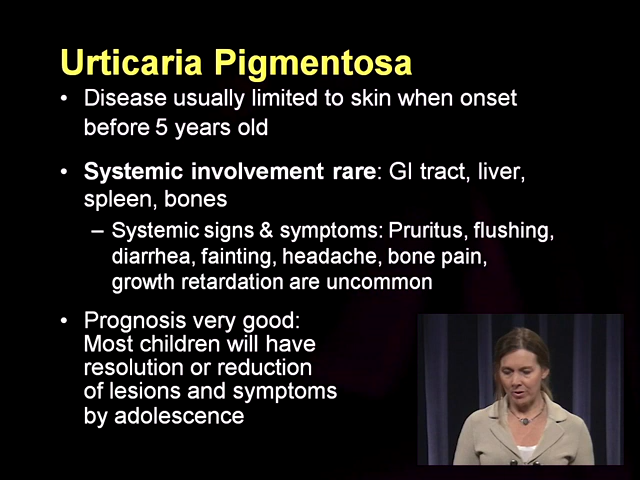 Urticaria Pigmentosa
• Disease usually limited to skin when onset
before 5 years old
• Systemic involvement rare: GI tract, liver,
spleen, bones
– Systemic signs & symptoms: Pruritus, flushing,
diarrhea, fainting, headache, bone pain,
growth retardation are uncommon
• Prognosis very good:
Most children will have
resolution or reduction
of lesions and symptoms
by adolescence